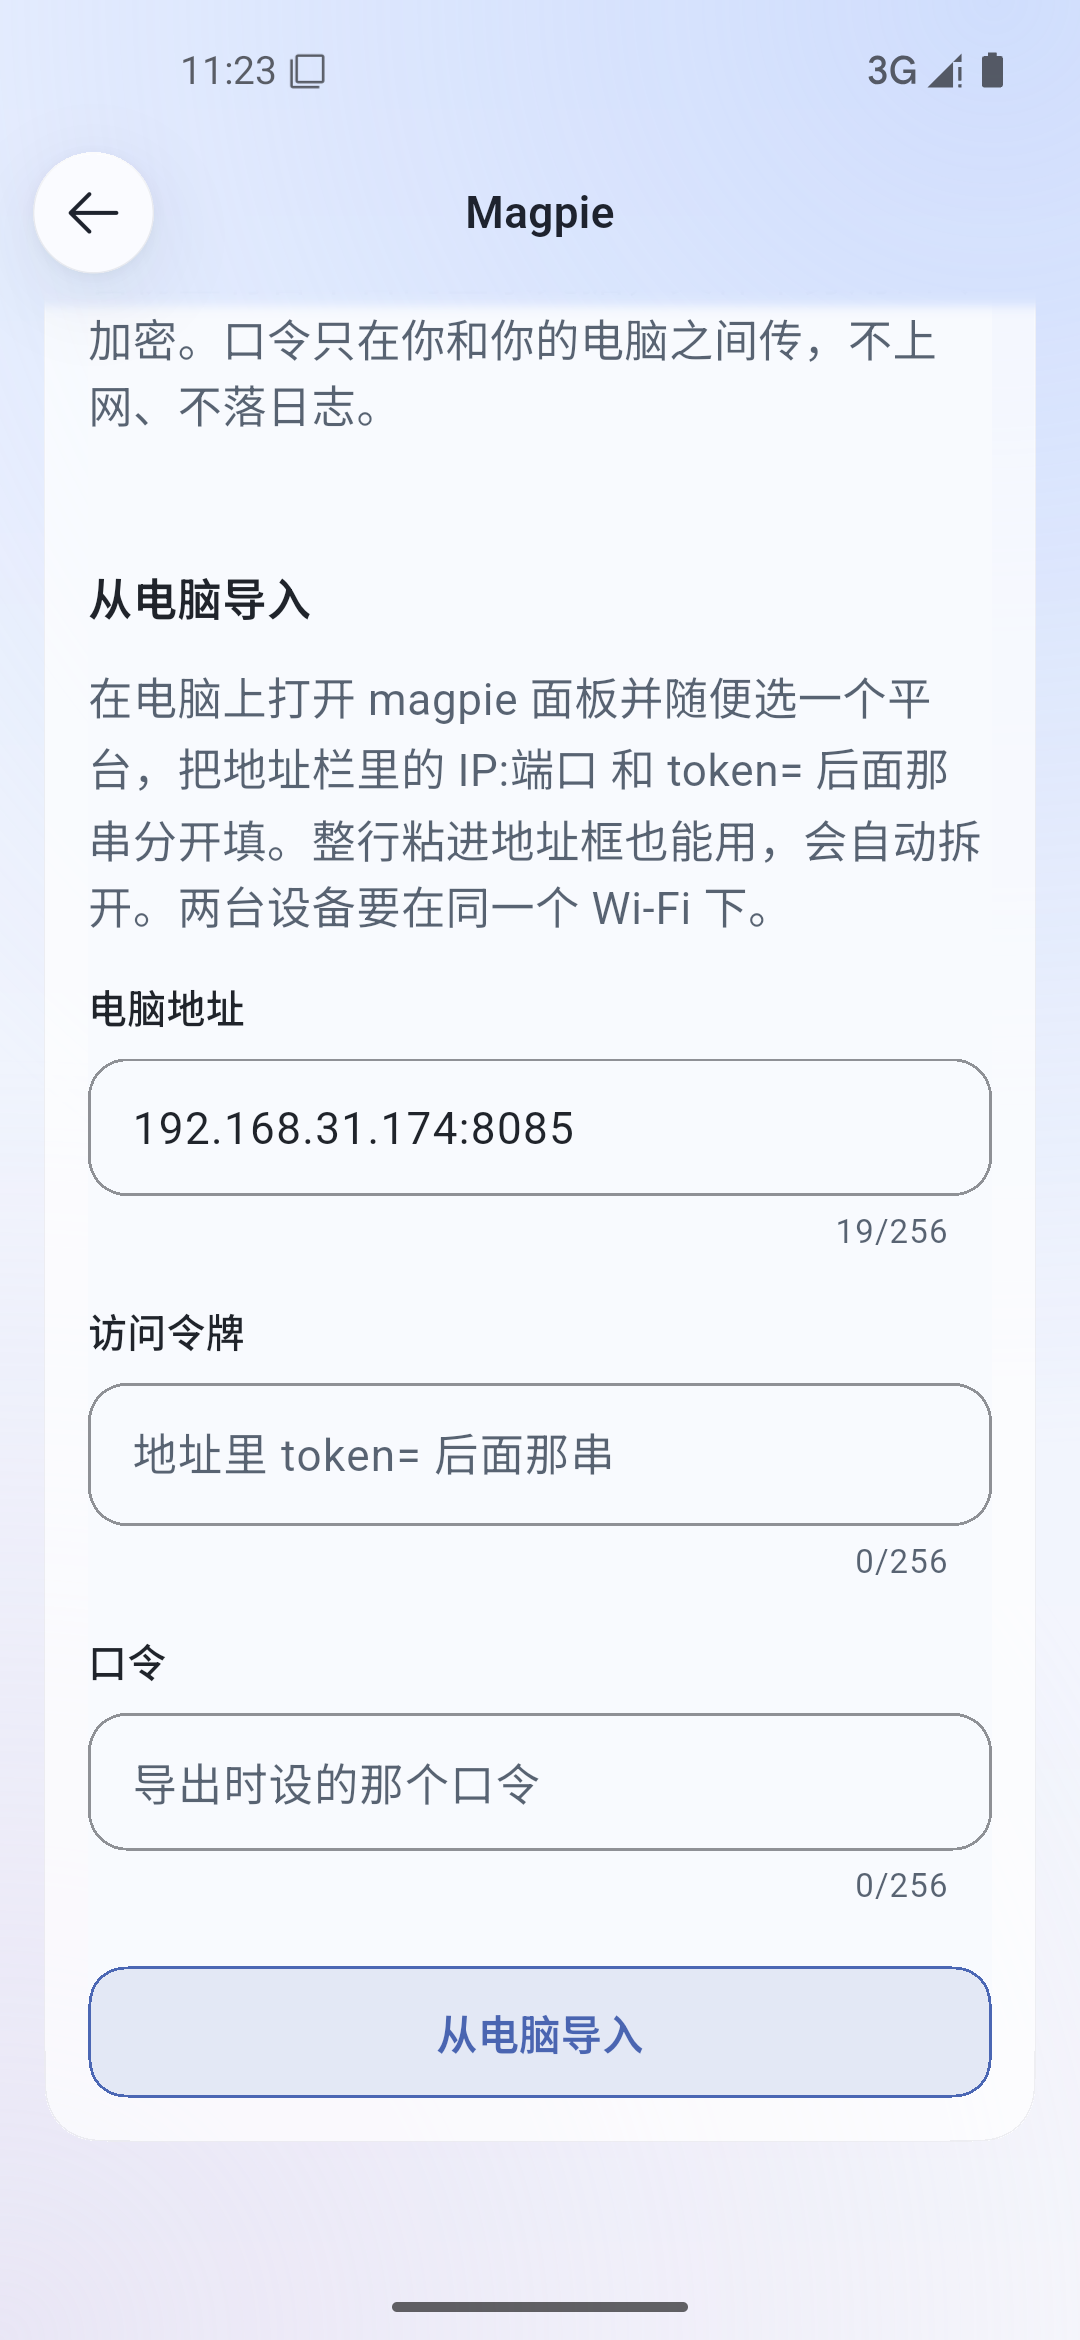 11:23
3G
Magpie
加密。口令只在你和你的电脑之间传，不上
网、不落日志。
从电脑导入
在电脑上打开 magpie 面板并随便选一个平
台，把地址栏里的 IP:端口 和 token= 后面那
串分开填。整行粘进地址框也能用，会自动拆
开。两台设备要在同一个 Wi-Fi 下。
电脑地址
192.168.31.174:8085
19/256
访问令牌
地址里 token= 后面那串
0/256
口令
导出时设的那个口令
0/256
从电脑导入